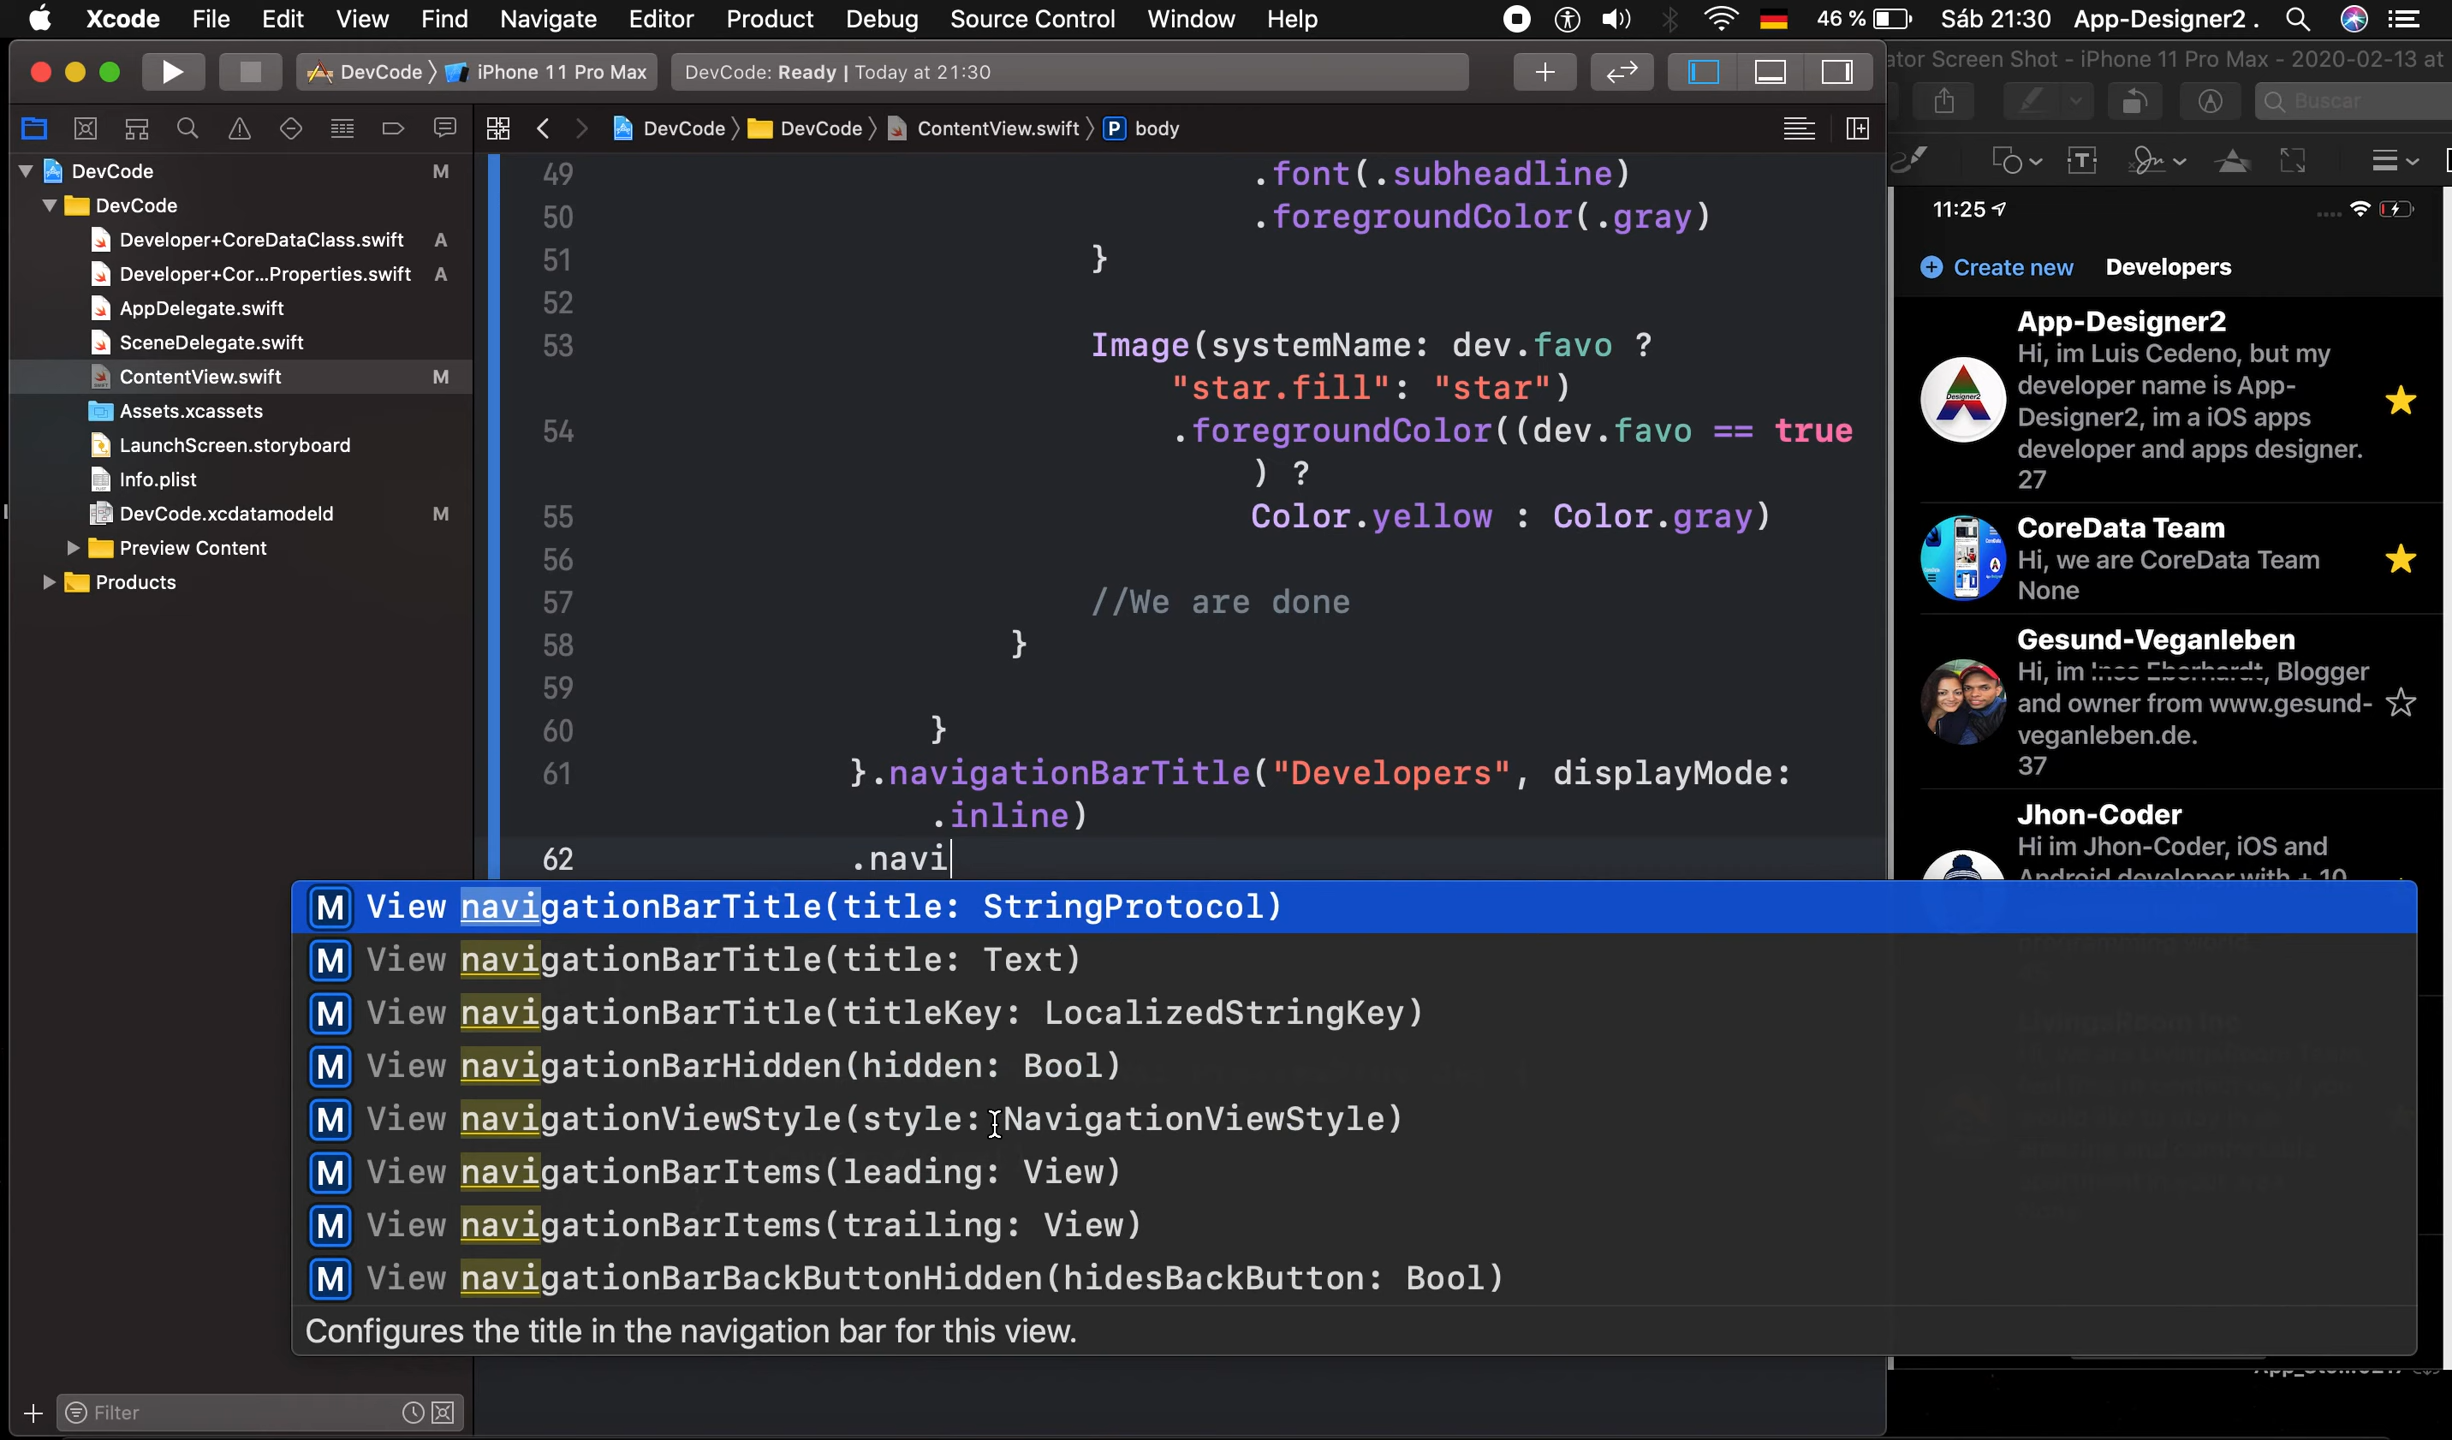 Xcode File Edit View Find Navigate Editor Product Debug Source Control Window Help 46 % Sáb 21:30 App-Designer2 .
DevCode iPhone 11 Pro Max DevCode: Ready | Today at 21:30
DevCode DevCode ContentView.swift P body
DevCode M
DevCode
Developer+CoreDataClass.swift A
Developer+Cor...Properties.swift A
AppDelegate.swift
SceneDelegate.swift
ContentView.swift M
Assets.xcassets
LaunchScreen.storyboard
Info.plist
DevCode.xcdatamodeld M
Preview Content
Products
Filter
49 .font(.subheadline)
50 .foregroundColor(.gray)
51 }
52
53 Image(systemName: dev.favo ?
"star.fill": "star")
54 .foregroundColor((dev.favo == true
) ?
55 Color.yellow : Color.gray)
56
57 //We are done
58 }
59
60 }
61 }.navigationBarTitle("Developers", displayMode:
.inline)
62 .navi
M View navigationBarTitle(title: StringProtocol)
M View navigationBarTitle(title: Text)
M View navigationBarTitle(titleKey: LocalizedStringKey)
M View navigationBarHidden(hidden: Bool)
M View navigationViewStyle(style: NavigationViewStyle)
M View navigationBarItems(leading: View)
M View navigationBarItems(trailing: View)
M View navigationBarBackButtonHidden(hidesBackButton: Bool)
Configures the title in the navigation bar for this view.
ator Screen Shot - iPhone 11 Pro Max - 2020-02-13 at
Buscar
11:25
Create new Developers
App-Designer2
Hi, im Luis Cedeno, but my
developer name is App-
Designer2, im a iOS apps
developer and apps designer.
27
Designer2
CoreData Team
Hi, we are CoreData Team
None
Gesund-Veganleben
Hi, im Ines Eberhardt, Blogger
and owner from www.gesund-
veganleben.de.
37
Jhon-Coder
Hi im Jhon-Coder, iOS and
Android developer with + 10